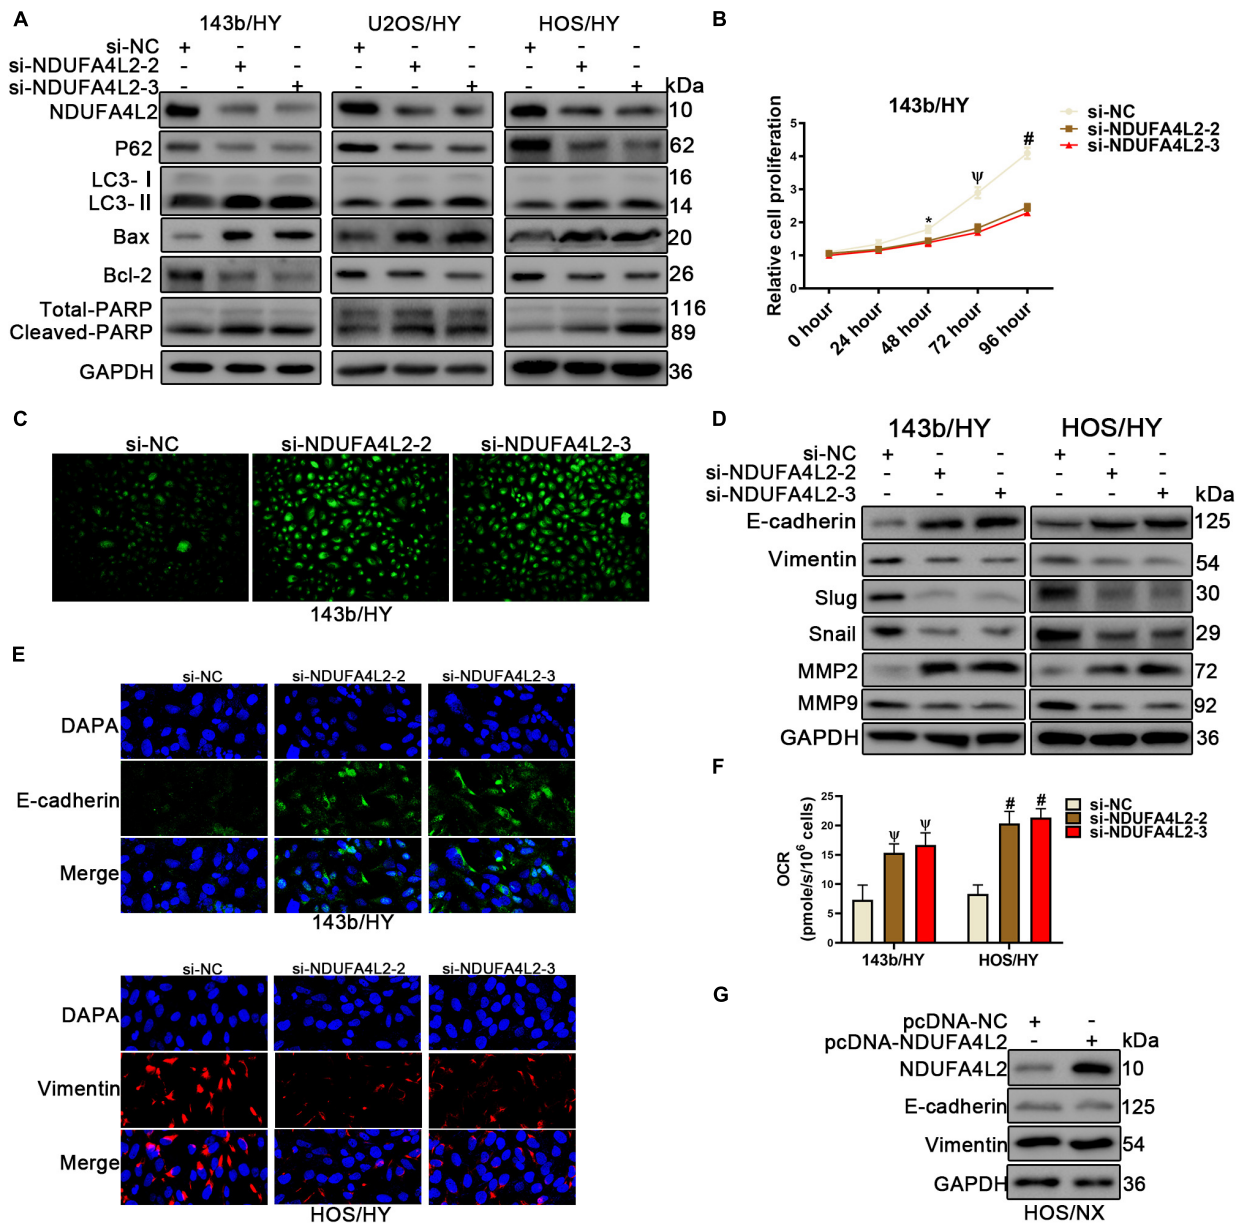 A
143b/HY U2OS/HY HOS/HY
si-NC + - - + - - + - -
si-NDUFA4L2-2 - + - - + - - + -
si-NDUFA4L2-3 - - + - - + - - + kDa
NDUFA4L2 10
P62 62
LC3- I 16
LC3- II 14
Bax 20
Bcl-2 26
Total-PARP 116
Cleaved-PARP 89
GAPDH 36
B
143b/HY
Relative cell proliferation
5
4
3
2
1
0
* ψ #
0 hour 24 hour 48 hour 72 hour 96 hour
si-NC
si-NDUFA4L2-2
si-NDUFA4L2-3
C
si-NC si-NDUFA4L2-2 si-NDUFA4L2-3
143b/HY
D
143b/HY HOS/HY
si-NC + - - + - -
si-NDUFA4L2-2 - + - - + -
si-NDUFA4L2-3 - - + - - + kDa
E-cadherin 125
Vimentin 54
Slug 30
Snail 29
MMP2 72
MMP9 92
GAPDH 36
E
si-NC si-NDUFA4L2-2 si-NDUFA4L2-3
DAPA
E-cadherin
Merge
143b/HY
si-NC si-NDUFA4L2-2 si-NDUFA4L2-3
DAPA
Vimentin
Merge
HOS/HY
F
OCR
(pmole/s/10⁶ cells)
25
20
15
10
5
0
ψ ψ # #
143b/HY HOS/HY
si-NC
si-NDUFA4L2-2
si-NDUFA4L2-3
G
pcDNA-NC + -
pcDNA-NDUFA4L2 - + kDa
NDUFA4L2 10
E-cadherin 125
Vimentin 54
GAPDH 36
HOS/NX